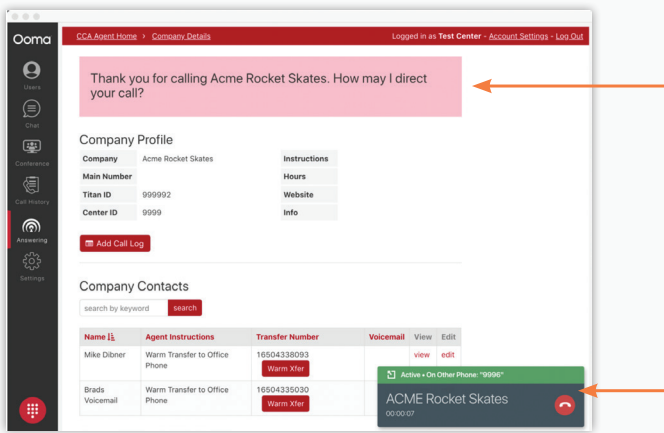 Ooma
CCA Agent Home > Company Details
Logged in as Test Center - Account Settings - Log Out
Users
Chat
Conference
Call History
Answering
Settings
Thank you for calling Acme Rocket Skates. How may I direct
your call?
Company Profile
Company Acme Rocket Skates Instructions
Main Number Hours
Titan ID 999992 Website
Center ID 9999 Info
Add Call Log
Company Contacts
search by keyword search
Name Agent Instructions Transfer Number Voicemail View Edit
Mike Dibner Warm Transfer to Office 16504338093 view edit
Phone Warm Xfer
Brads Warm Transfer to Office 16504335030
Voicemail Phone Warm Xfer
Active • On Other Phone: "9996"
ACME Rocket Skates
00:00:07